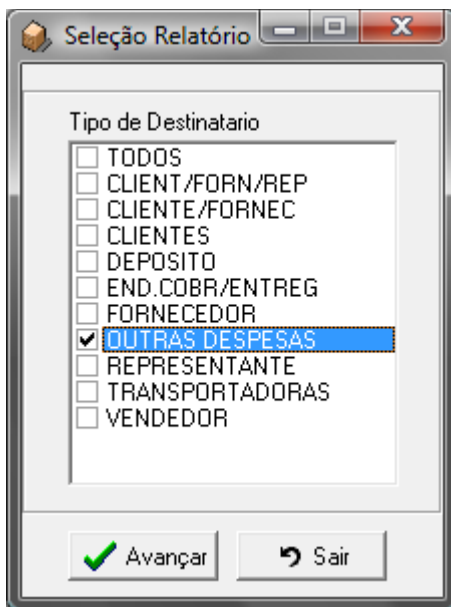 Seleção Relatório
Tipo de Destinatario
TODOS
CLIENT/FORN/REP
CLIENTE/FORNEC
CLIENTES
DEPOSITO
END.COBR/ENTREG
FORNECEDOR
OUTRAS DESPESAS
REPRESENTANTE
TRANSPORTADORAS
VENDEDOR
Avançar
Sair